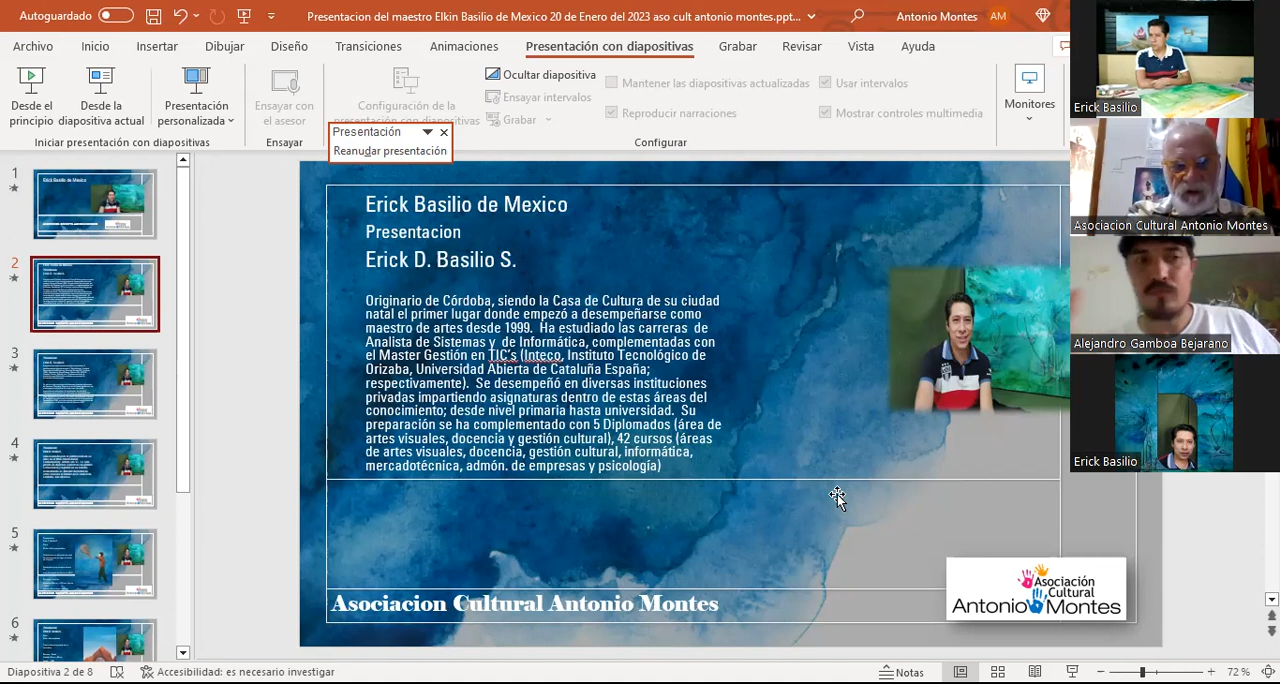 Autoguardado
Presentacion del maestro Elkin Basilio de Mexico 20 de Enero del 2023 aso cult antonio montes.ppt...
Antonio Montes AM
Archivo Inicio Insertar Dibujar Diseño Transiciones Animaciones Presentación con diapositivas Grabar Revisar Vista Ayuda
Desde el principio
Desde la diapositiva actual
Presentación personalizada
Ensayar con el asesor
Configuración de la presentación con diapositivas
Ocultar diapositiva
Ensayar intervalos
Grabar
Mantener las diapositivas actualizadas
Reproducir narraciones
Usar intervalos
Mostrar controles multimedia
Monitores
Iniciar presentación con diapositivas
Ensayar
Configurar
Presentación
Reanudar presentación
1
2
3
4
5
6
Erick Basilio de Mexico
Presentacion
Erick D. Basilio S.
Originario de Córdoba, siendo la Casa de Cultura de su ciudad
natal el primer lugar donde empezó a desempeñarse como
maestro de artes desde 1999. Ha estudiado las carreras de
Analista de Sistemas y de Informática, complementadas con
el Master Gestión en TIC's (Inteco, Instituto Tecnológico de
Orizaba, Universidad Abierta de Cataluña España;
respectivamente). Se desempeñó en diversas instituciones
privadas impartiendo asignaturas dentro de estas áreas del
conocimiento; desde nivel primaria hasta universidad. Su
preparación se ha complementado con 5 Diplomados (área de
artes visuales, docencia y gestión cultural), 42 cursos (áreas
de artes visuales, docencia, gestión cultural, informática,
mercadotécnica, admón. de empresas y psicología)
Asociacion Cultural Antonio Montes
Asociación
Cultural
Antonio Montes
Erick Basilio
Asociacion Cultural Antonio Montes
Alejandro Gamboa Bejarano
Erick Basilio
Diapositiva 2 de 8
Accesibilidad: es necesario investigar
Notas
72 %